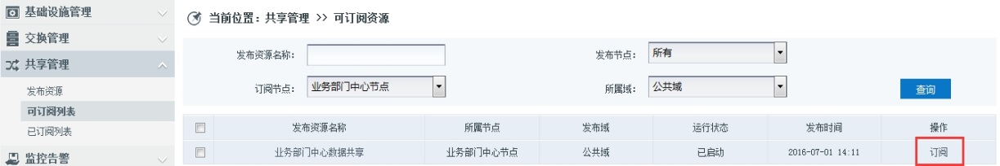 基础设施管理
交换管理
共享管理
发布资源
可订阅列表
已订阅列表
监控告警
当前位置：共享管理 >> 可订阅资源
发布资源名称： 发布节点： 所有
订阅节点： 业务部门中心节点 所属域： 公共域 查询
发布资源名称 所属节点 发布域 运行状态 发布时间 操作
业务部门中心数据共享 业务部门中心节点 公共域 已启动 2016-07-01 14:11 订阅